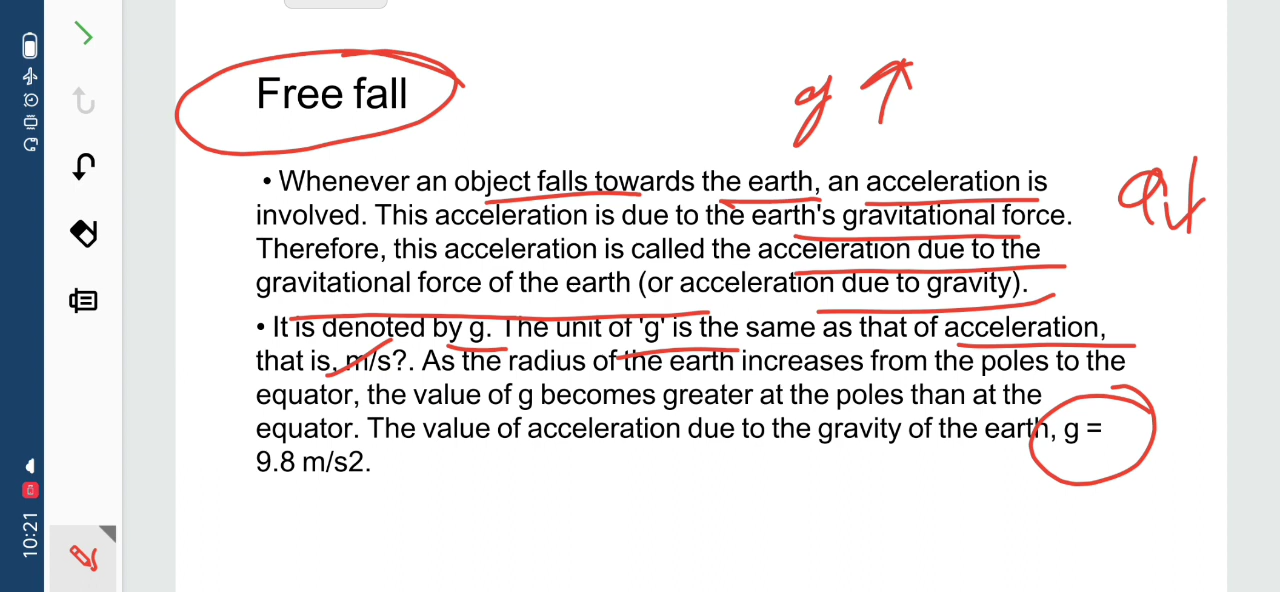 Free fall
g ↑
• Whenever an object falls towards the earth, an acceleration is
involved. This acceleration is due to the earth's gravitational force.
Therefore, this acceleration is called the acceleration due to the
gravitational force of the earth (or acceleration due to gravity).
• It is denoted by g. The unit of 'g' is the same as that of acceleration,
that is, m/s?. As the radius of the earth increases from the poles to the
equator, the value of g becomes greater at the poles than at the
equator. The value of acceleration due to the gravity of the earth, g =
9.8 m/s2.
10:21